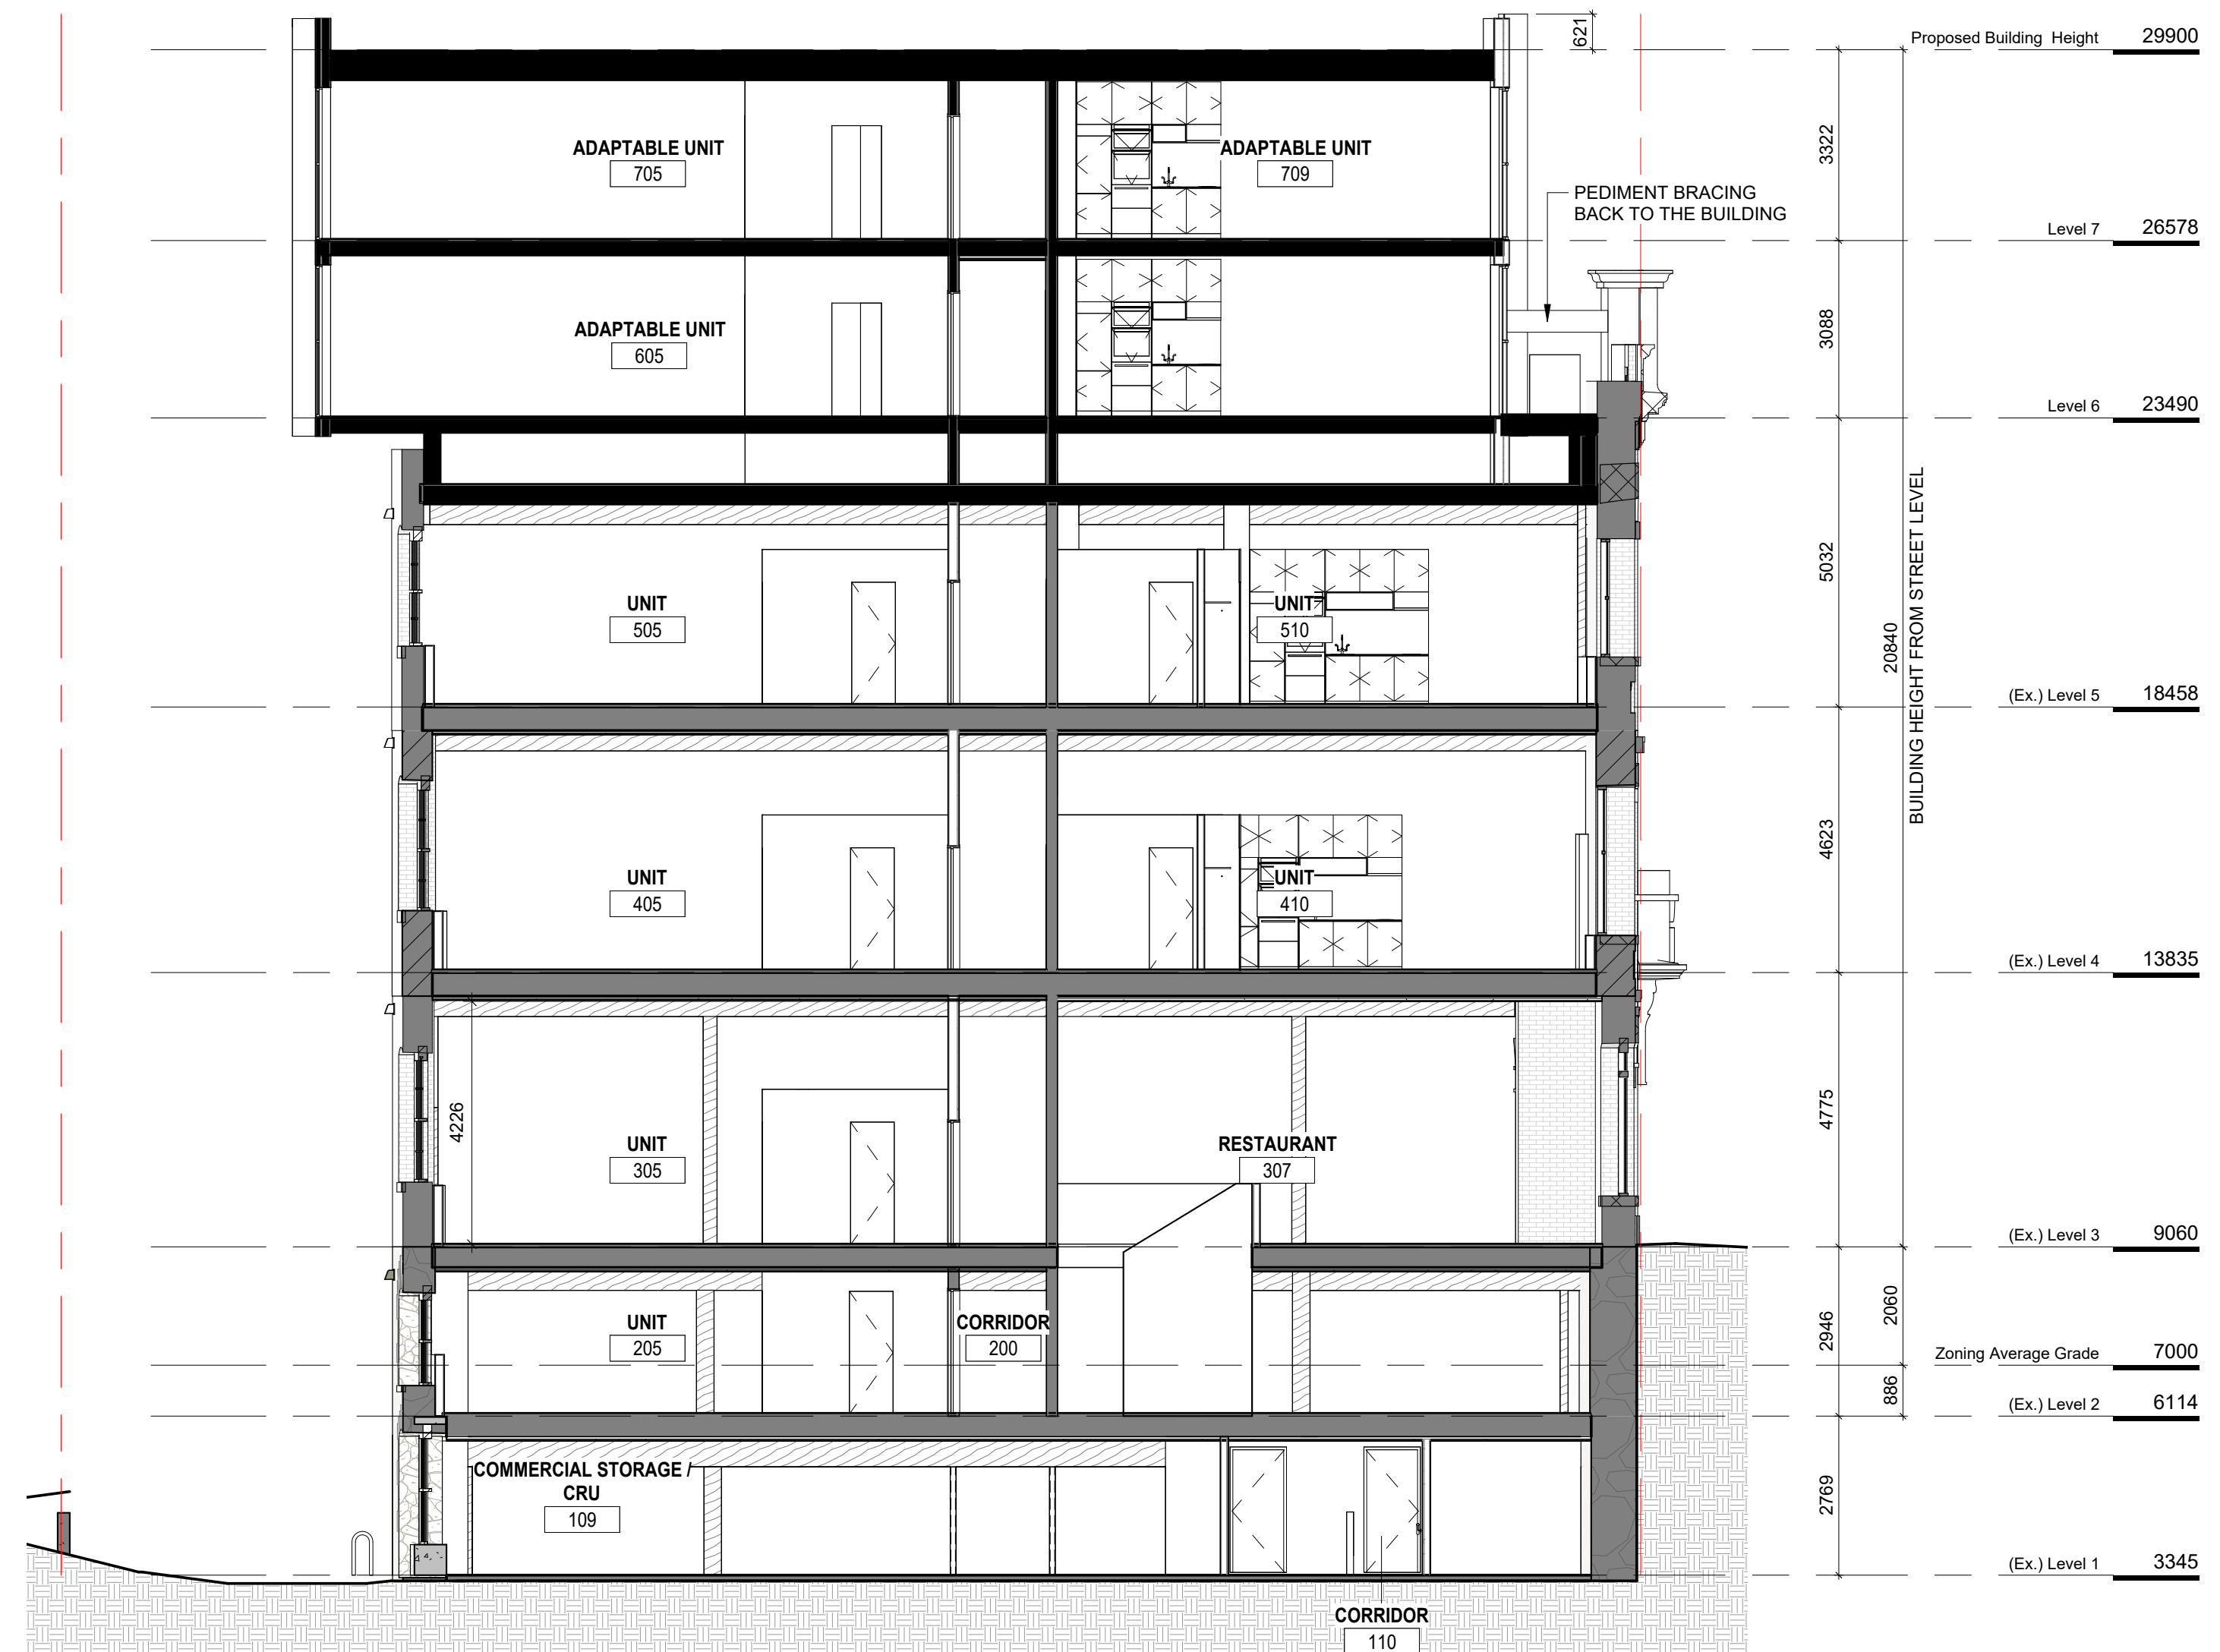 621
Proposed Building Height 29900
3322
ADAPTABLE UNIT
705
ADAPTABLE UNIT
709
PEDIMENT BRACING
BACK TO THE BUILDING
Level 7 26578
3088
ADAPTABLE UNIT
605
Level 6 23490
5032
20840
BUILDING HEIGHT FROM STREET LEVEL
UNIT
505
UNIT
510
(Ex.) Level 5 18458
4623
UNIT
405
UNIT
410
(Ex.) Level 4 13835
4775
4226
UNIT
305
RESTAURANT
307
(Ex.) Level 3 9060
2946
2060
UNIT
205
CORRIDOR
200
Zoning Average Grade 7000
886
(Ex.) Level 2 6114
2769
COMMERCIAL STORAGE /
CRU
109
(Ex.) Level 1 3345
CORRIDOR
110